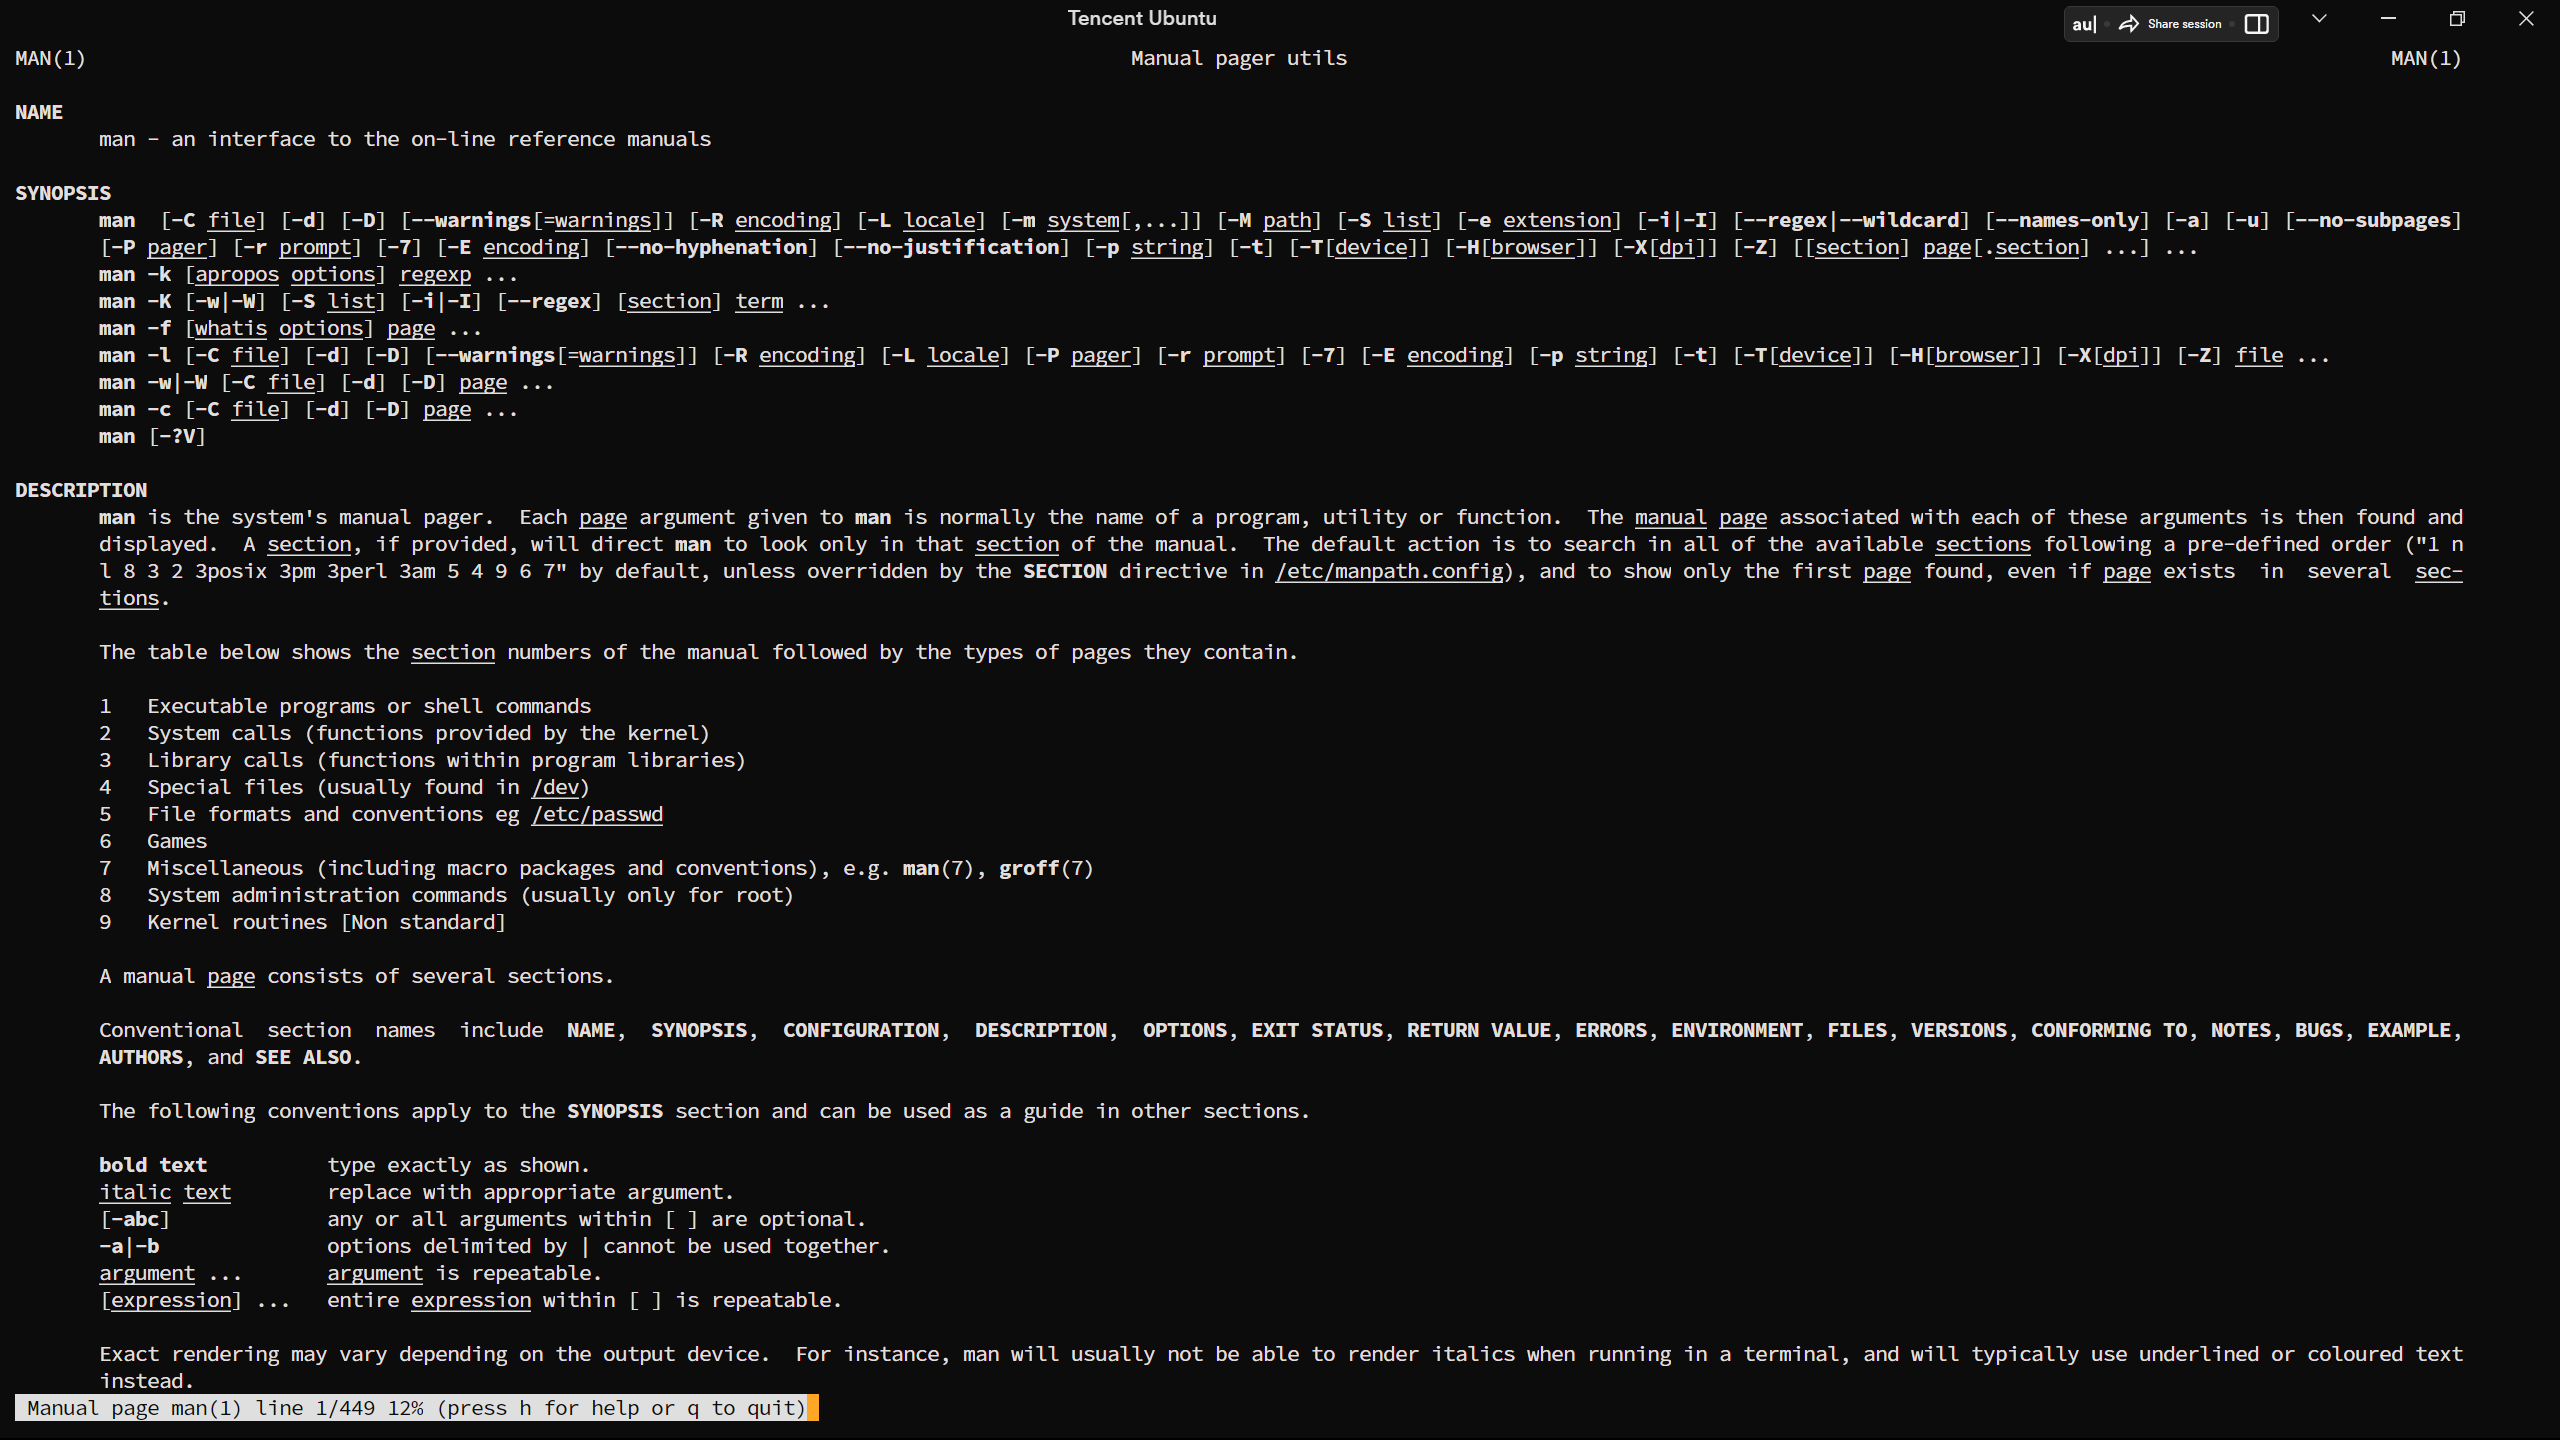 Tencent Ubuntu
au| Share session
MAN(1) Manual pager utils MAN(1)
NAME
man - an interface to the on-line reference manuals
SYNOPSIS
man [-C file] [-d] [-D] [--warnings[=warnings]] [-R encoding] [-L locale] [-m system[,...]] [-M path] [-S list] [-e extension] [-i|-I] [--regex|--wildcard] [--names-only] [-a] [-u] [--no-subpages]
[-P pager] [-r prompt] [-7] [-E encoding] [--no-hyphenation] [--no-justification] [-p string] [-t] [-T[device]] [-H[browser]] [-X[dpi]] [-Z] [[section] page[.section] ...] ...
man -k [apropos options] regexp ...
man -K [-w|-W] [-S list] [-i|-I] [--regex] [section] term ...
man -f [whatis options] page ...
man -l [-C file] [-d] [-D] [--warnings[=warnings]] [-R encoding] [-L locale] [-P pager] [-r prompt] [-7] [-E encoding] [-p string] [-t] [-T[device]] [-H[browser]] [-X[dpi]] [-Z] file ...
man -w|-W [-C file] [-d] [-D] page ...
man -c [-C file] [-d] [-D] page ...
man [-?V]
DESCRIPTION
man is the system's manual pager. Each page argument given to man is normally the name of a program, utility or function. The manual page associated with each of these arguments is then found and
displayed. A section, if provided, will direct man to look only in that section of the manual. The default action is to search in all of the available sections following a pre-defined order ("1 n
l 8 3 2 3posix 3pm 3perl 3am 5 4 9 6 7" by default, unless overridden by the SECTION directive in /etc/manpath.config), and to show only the first page found, even if page exists in several sec-
tions.
The table below shows the section numbers of the manual followed by the types of pages they contain.
1 Executable programs or shell commands
2 System calls (functions provided by the kernel)
3 Library calls (functions within program libraries)
4 Special files (usually found in /dev)
5 File formats and conventions eg /etc/passwd
6 Games
7 Miscellaneous (including macro packages and conventions), e.g. man(7), groff(7)
8 System administration commands (usually only for root)
9 Kernel routines [Non standard]
A manual page consists of several sections.
Conventional section names include NAME, SYNOPSIS, CONFIGURATION, DESCRIPTION, OPTIONS, EXIT STATUS, RETURN VALUE, ERRORS, ENVIRONMENT, FILES, VERSIONS, CONFORMING TO, NOTES, BUGS, EXAMPLE,
AUTHORS, and SEE ALSO.
The following conventions apply to the SYNOPSIS section and can be used as a guide in other sections.
bold text type exactly as shown.
italic text replace with appropriate argument.
[-abc] any or all arguments within [ ] are optional.
-a|-b options delimited by | cannot be used together.
argument ... argument is repeatable.
[expression] ... entire expression within [ ] is repeatable.
Exact rendering may vary depending on the output device. For instance, man will usually not be able to render italics when running in a terminal, and will typically use underlined or coloured text
instead.
Manual page man(1) line 1/449 12% (press h for help or q to quit)